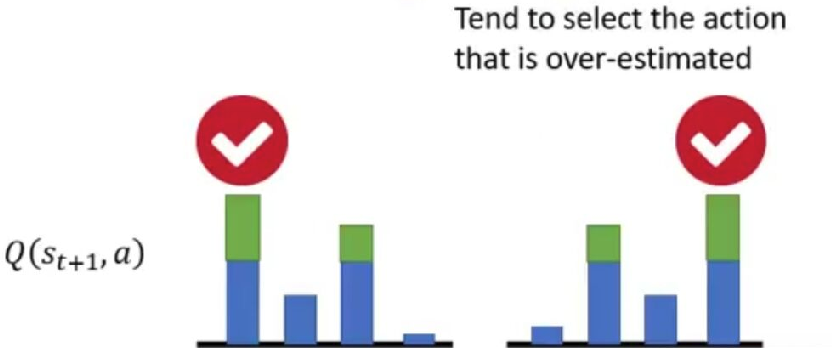 Tend to select the action
that is over-estimated
Q(s_{t+1}, a)